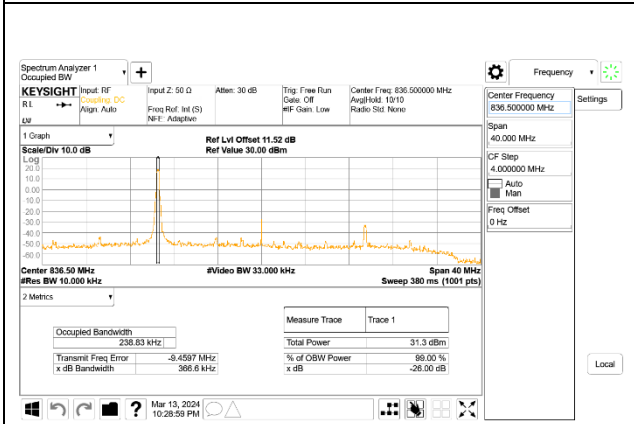 Spectrum Analyzer 1
Occupied BW
Frequency
KEYSIGHT
Input: RF
Coupling: DC
Align: Auto
Input Z: 50 Ω
Freq Ref: Int (S)
NFE: Adaptive
Atten: 30 dB
Trig: Free Run
Gate: Off
#IF Gain: Low
Center Freq: 836.500000 MHz
Avg|Hold: 10/10
Radio Std: None
R L
Center Frequency
836.500000 MHz
Settings
Span
40.000 MHz
CF Step
4.000000 MHz
Auto
Man
Freq Offset
0 Hz
1 Graph
Scale/Div 10.0 dB
Ref Lvl Offset 11.52 dB
Ref Value 30.00 dBm
Log
20.0
10.0
0.00
-10.0
-20.0
-30.0
-40.0
-50.0
-60.0
Center 836.50 MHz
#Res BW 10.000 kHz
#Video BW 33.000 kHz
Span 40 MHz
Sweep 380 ms (1001 pts)
2 Metrics
Measure Trace
Trace 1
Occupied Bandwidth
238.83 kHz
Total Power
31.3 dBm
Transmit Freq Error
-9.4597 MHz
% of OBW Power
99.00 %
x dB Bandwidth
366.6 kHz
x dB
-26.00 dB
Local
Mar 13, 2024
10:28:59 PM